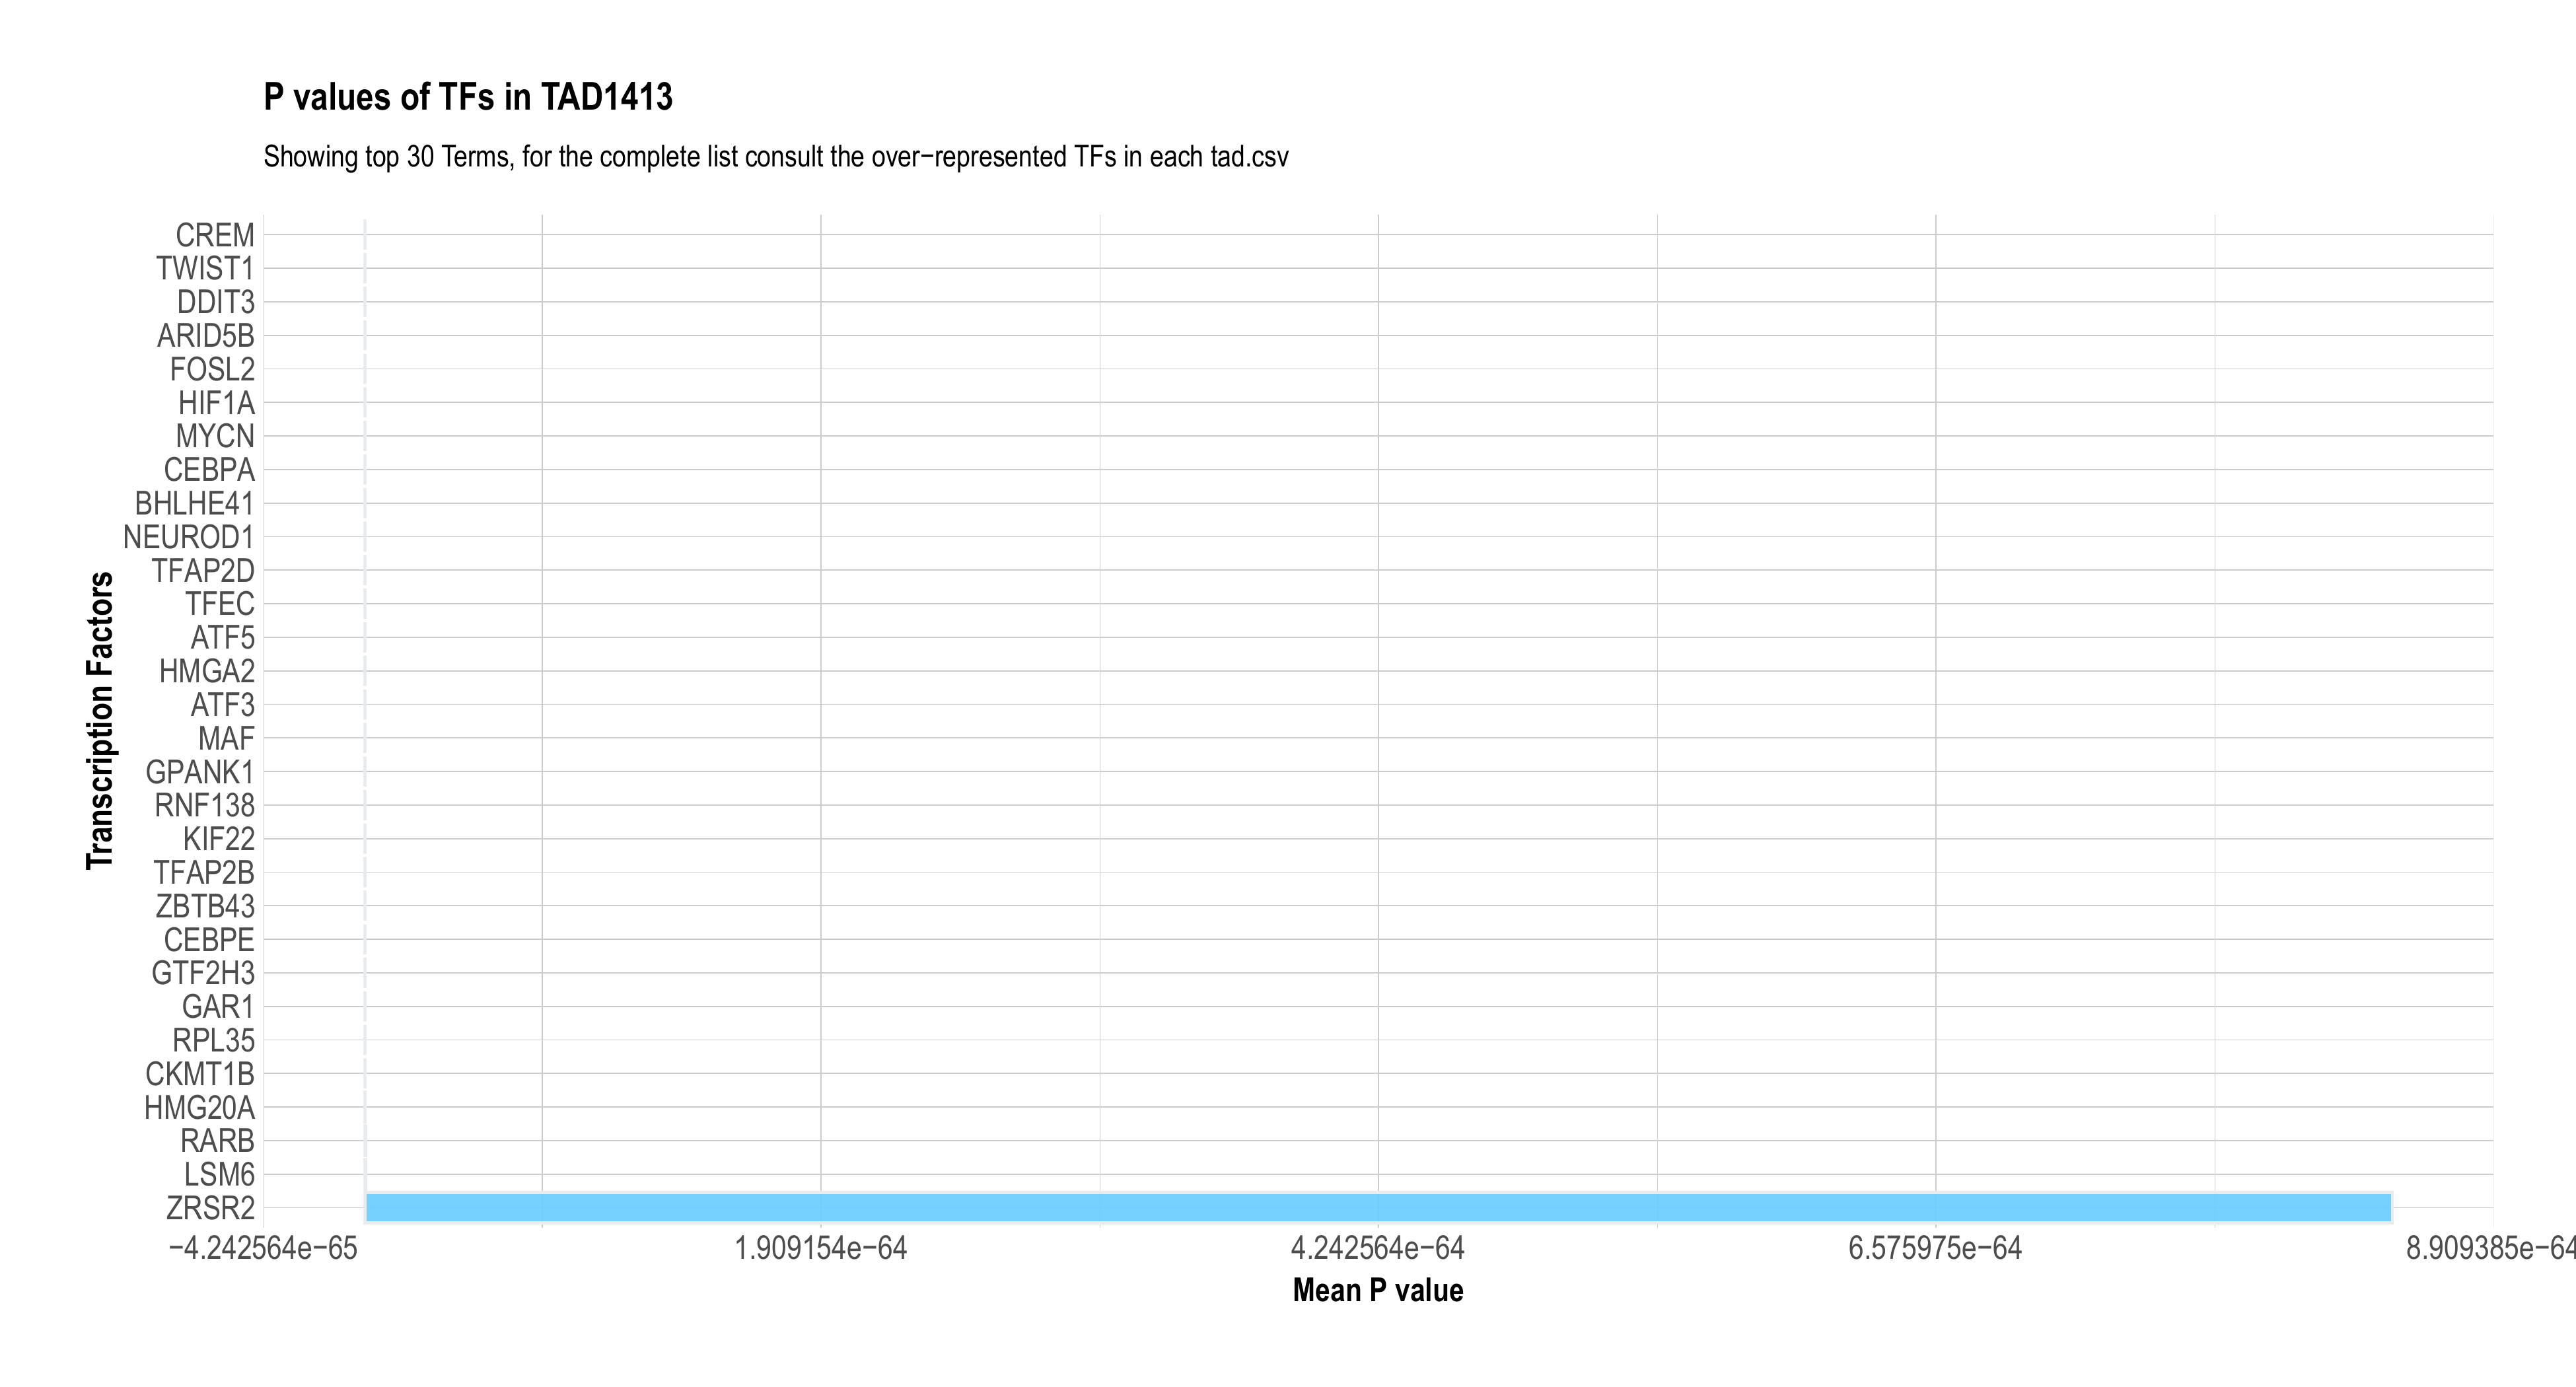 P values of TFs in TAD1413
Showing top 30 Terms, for the complete list consult the over−represented TFs in each tad.csv
Transcription Factors
CREM
TWIST1
DDIT3
ARID5B
FOSL2
HIF1A
MYCN
CEBPA
BHLHE41
NEUROD1
TFAP2D
TFEC
ATF5
HMGA2
ATF3
MAF
GPANK1
RNF138
KIF22
TFAP2B
ZBTB43
CEBPE
GTF2H3
GAR1
RPL35
CKMT1B
HMG20A
RARB
LSM6
ZRSR2
−4.242564e−65 1.909154e−64 4.242564e−64 6.575975e−64 8.909385e−64
Mean P value